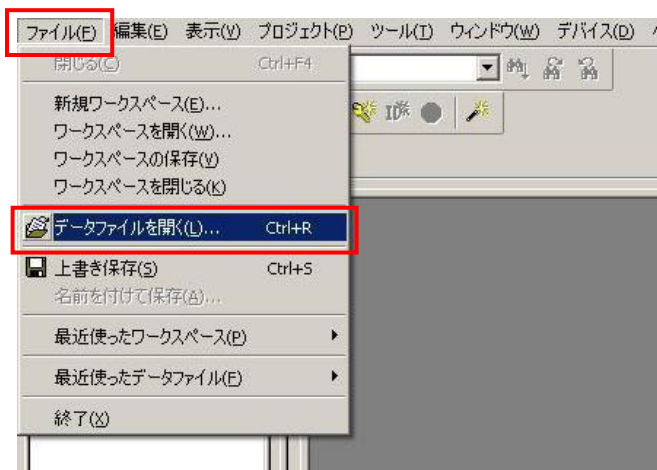 ファイル(F) 編集(E) 表示(V) プロジェクト(P) ツール(T) ウィンドウ(W) デバイス(D)
閉じる(C) Ctrl+F4
新規ワークスペース(E)...
ワークスペースを開く(W)...
ワークスペースの保存(V)
ワークスペースを閉じる(K)
データファイルを開く(L)... Ctrl+R
上書き保存(S) Ctrl+S
名前を付けて保存(A)...
最近使ったワークスペース(P)
最近使ったデータファイル(F)
終了(X)